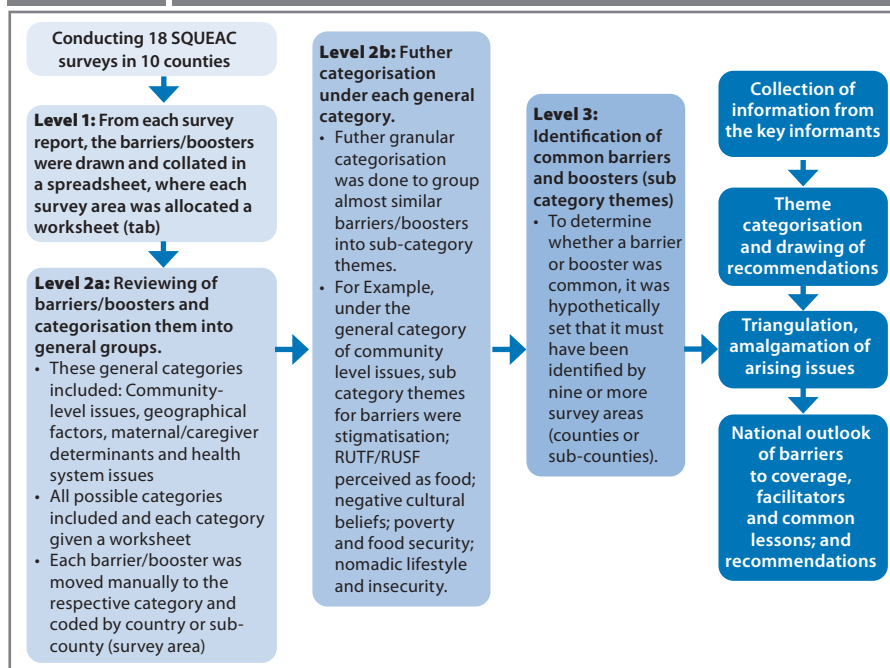 Conducting 18 SQUEAC
surveys in 10 counties
Level 1: From each survey
report, the barriers/boosters
were drawn and collated in
a spreadsheet, where each
survey area was allocated a
worksheet (tab)
Level 2a: Reviewing of
barriers/boosters and
categorisation them into
general groups.
• These general categories
included: Community-
level issues, geographical
factors, maternal/caregiver
determinants and health
system issues
• All possible categories
included and each category
given a worksheet
• Each barrier/booster was
moved manually to the
respective category and
coded by country or sub-
county (survey area)
Level 2b: Futher
categorisation
under each general
category.
• Futher granular
categorisation
was done to group
almost similar
barriers/boosters
into sub-category
themes.
• For Example,
under the
general category
of community
level issues, sub
category themes
for barriers were
stigmatisation;
RUTF/RUSF
perceived as food;
negative cultural
beliefs; poverty
and food security;
nomadic lifestyle
and insecurity.
Level 3:
Identification of
common barriers
and boosters (sub
category themes)
• To determine
whether a barrier
or booster was
common, it was
hypothetically
set that it must
have been
identified by
nine or more
survey areas
(counties or
sub-counties).
Collection of
information from
the key informants
Theme
categorisation
and drawing of
recommendations
Triangulation,
amalgamation of
arising issues
National outlook
of barriers
to coverage,
facilitators
and common
lessons; and
recommendations